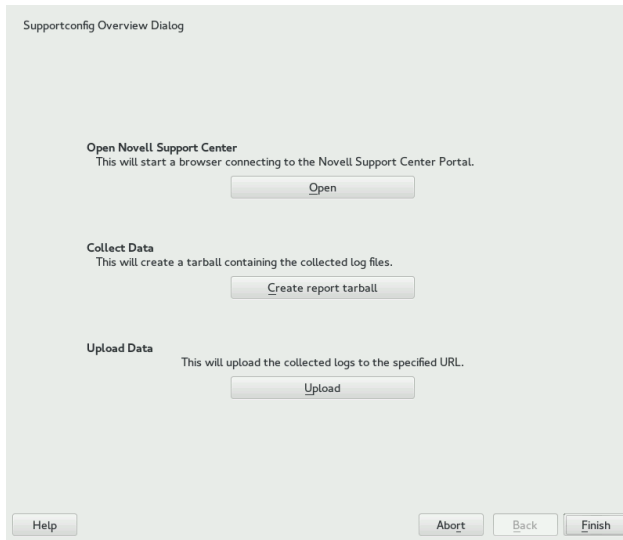 Supportconfig Overview Dialog
Open Novell Support Center
This will start a browser connecting to the Novell Support Center Portal.
Open
Collect Data
This will create a tarball containing the collected log files.
Create report tarball
Upload Data
This will upload the collected logs to the specified URL.
Upload
Help
Abort
Back
Finish